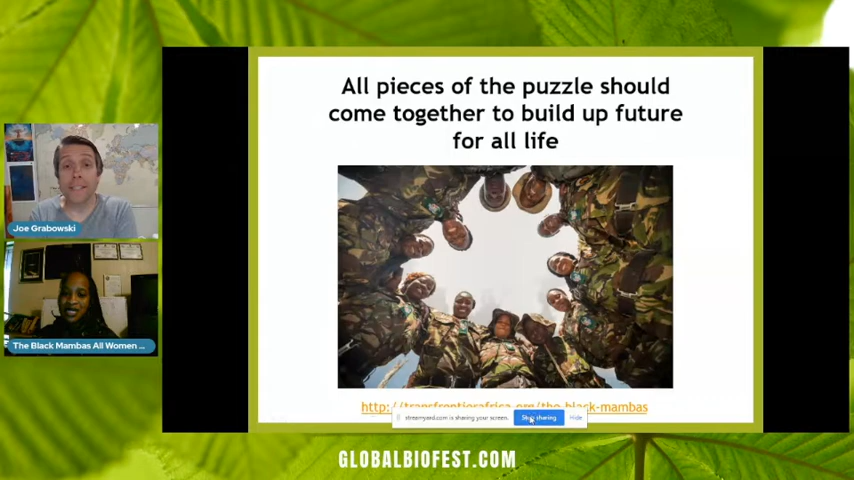 All pieces of the puzzle should
come together to build up future
for all life
Joe Grabowski
The Black Mambas All Women ...
http://transfrontierafrica.org/the-black-mambas
streamyard.com is sharing your screen.
Stop sharing
Hide
GLOBALBIOFEST.COM